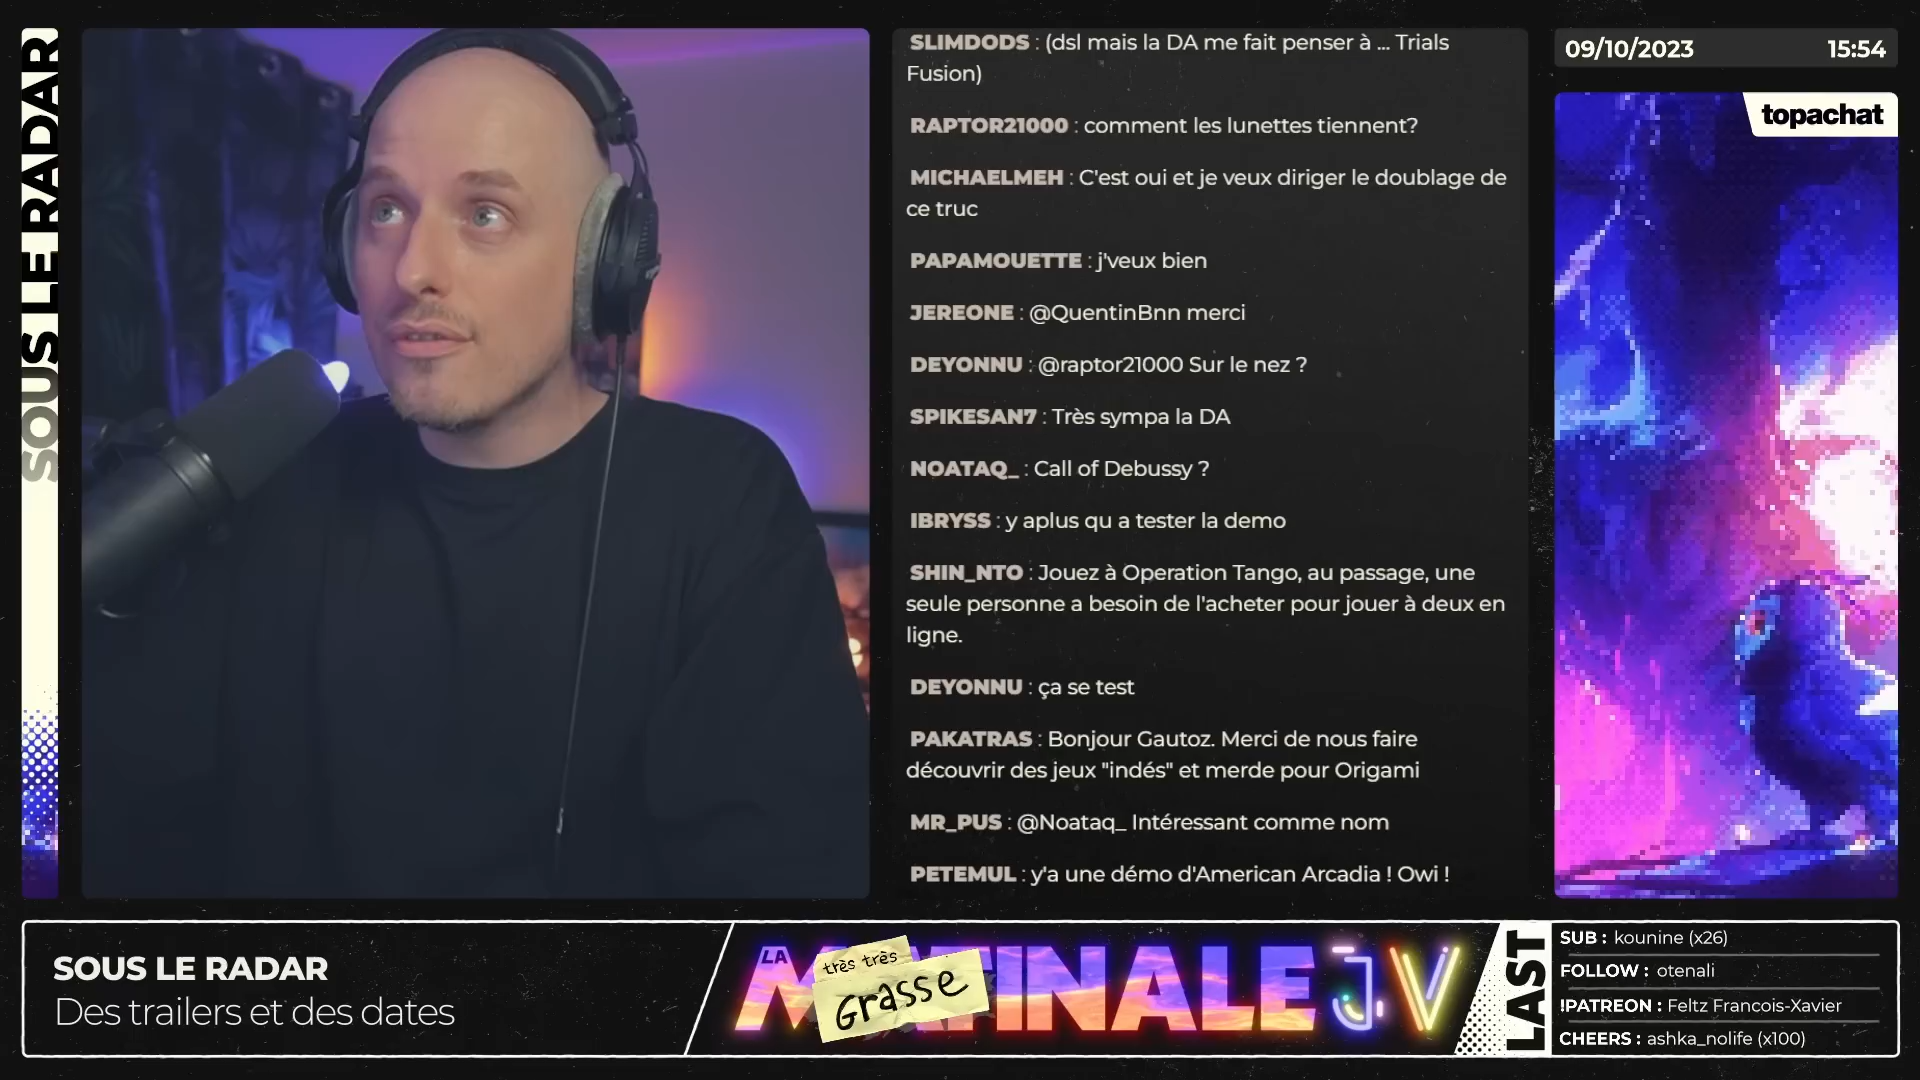 SOUS LE RADAR
SLIMDODS : (dsl mais la DA me fait penser à ... Trials
Fusion)
RAPTOR21000 : comment les lunettes tiennent?
MICHAELMEH : C'est oui et je veux diriger le doublage de
ce truc
PAPAMOUETTE : j'veux bien
JEREONE : @QuentinBnn merci
DEYONNU : @raptor21000 Sur le nez ?
SPIKESAN7 : Très sympa la DA
NOATAQ_ : Call of Debussy ?
IBRYSS : y aplus qu a tester la demo
SHIN_NTO : Jouez à Operation Tango, au passage, une
seule personne a besoin de l'acheter pour jouer à deux en
ligne.
DEYONNU : ça se test
PAKATRAS : Bonjour Gautoz. Merci de nous faire
découvrir des jeux "indés" et merde pour Origami
MR_PUS : @Noataq_ Intéressant comme nom
PETEMUL : y'a une démo d'American Arcadia ! Owi !
09/10/2023 15:54
topachat
SOUS LE RADAR
Des trailers et des dates
LA MATINALE JV
très très
Grasse
LAST
SUB : kounine (x26)
FOLLOW : otenali
!PATREON : Feltz Francois-Xavier
CHEERS : ashka_nolife (x100)